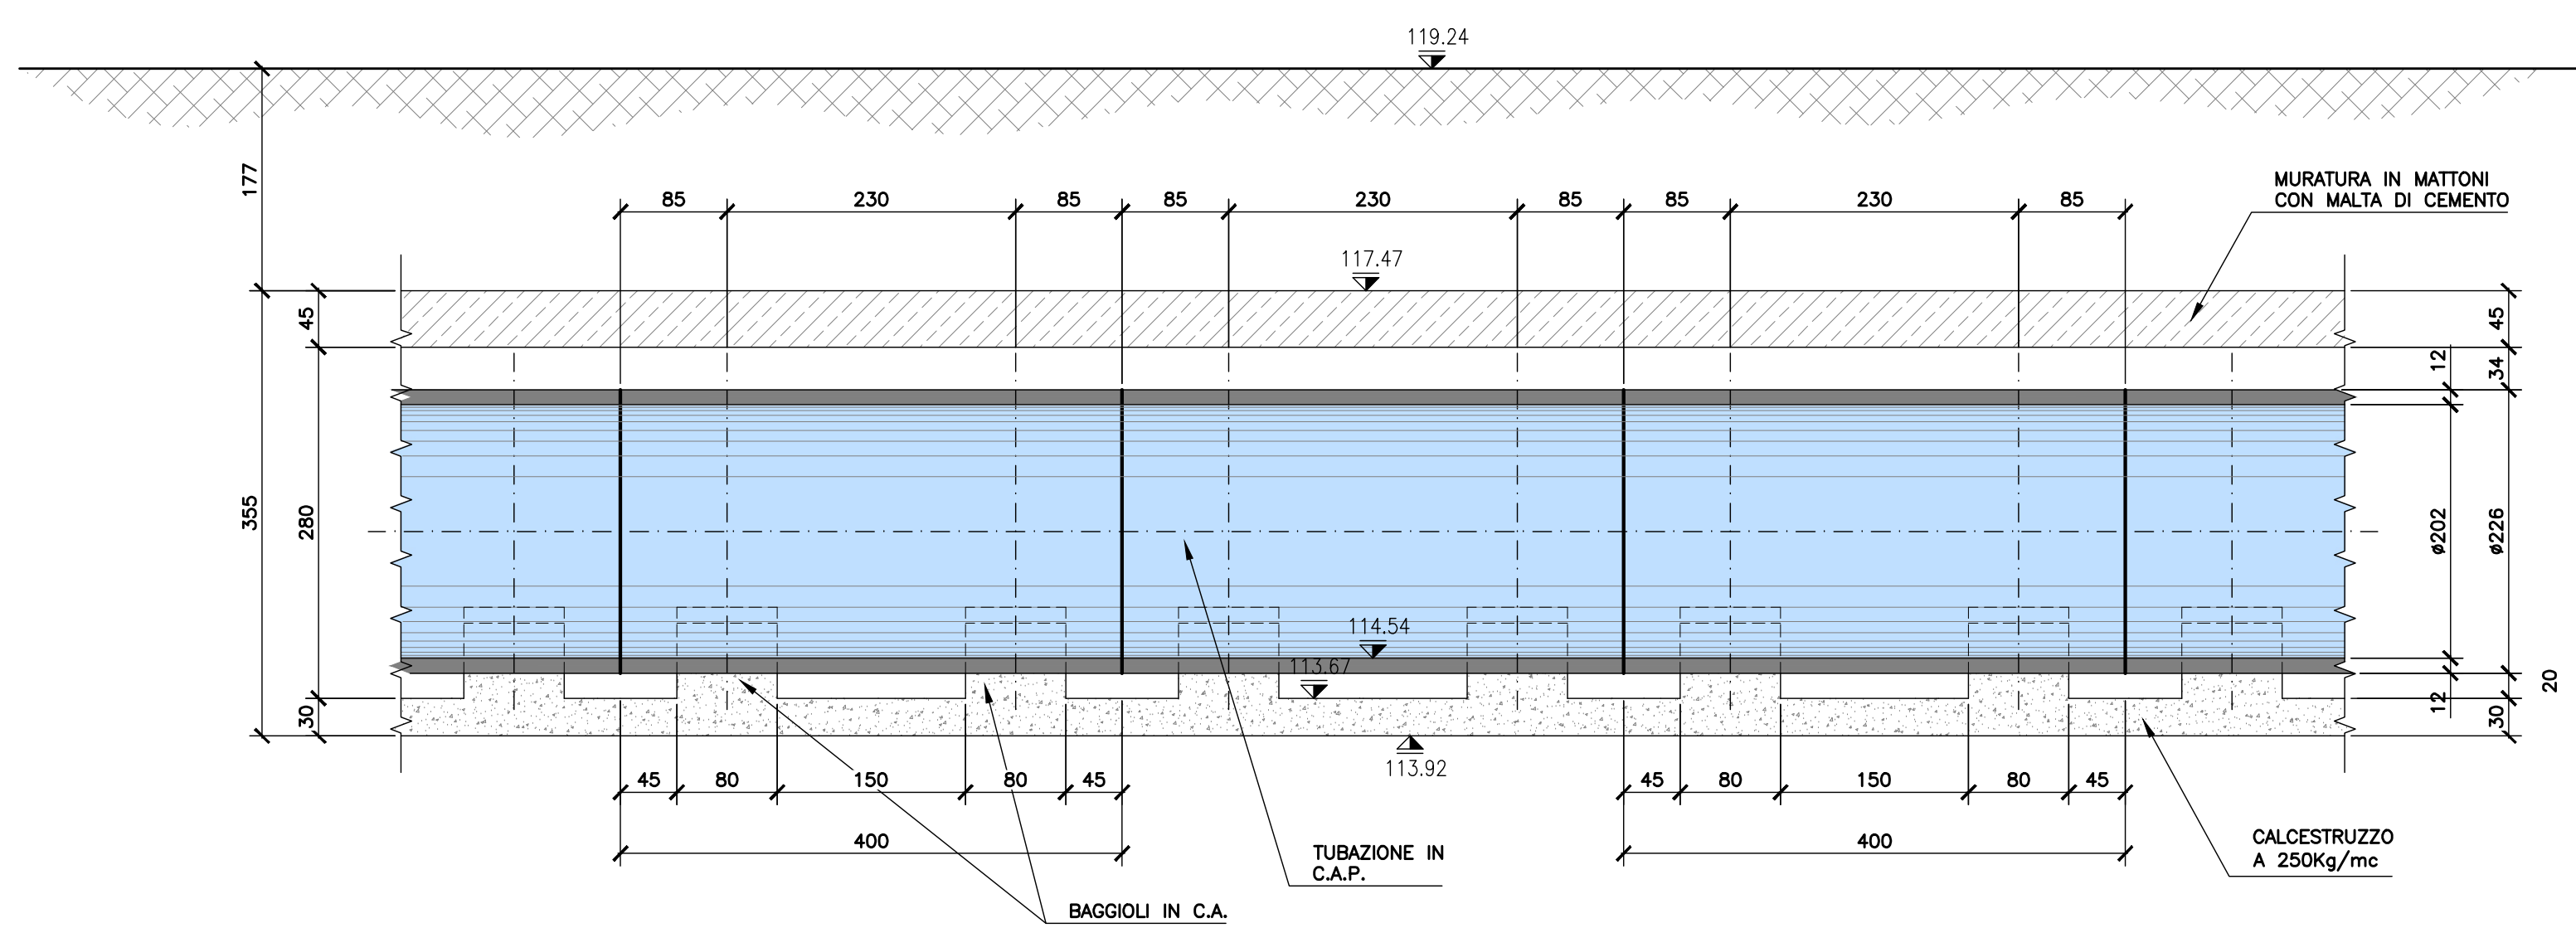 119.24
177
MURATURA IN MATTONI
CON MALTA DI CEMENTO
85 230 85 85 230 85 85 230 85
117.47
45
45
12
34
355
280
ø202
ø226
114.54
113.67
20
30
12
30
113.92
45 80 150 80 45
45 80 150 80 45
400
400
CALCESTRUZZO
A 250Kg/mc
TUBAZIONE IN
C.A.P.
BAGGIOLI IN C.A.